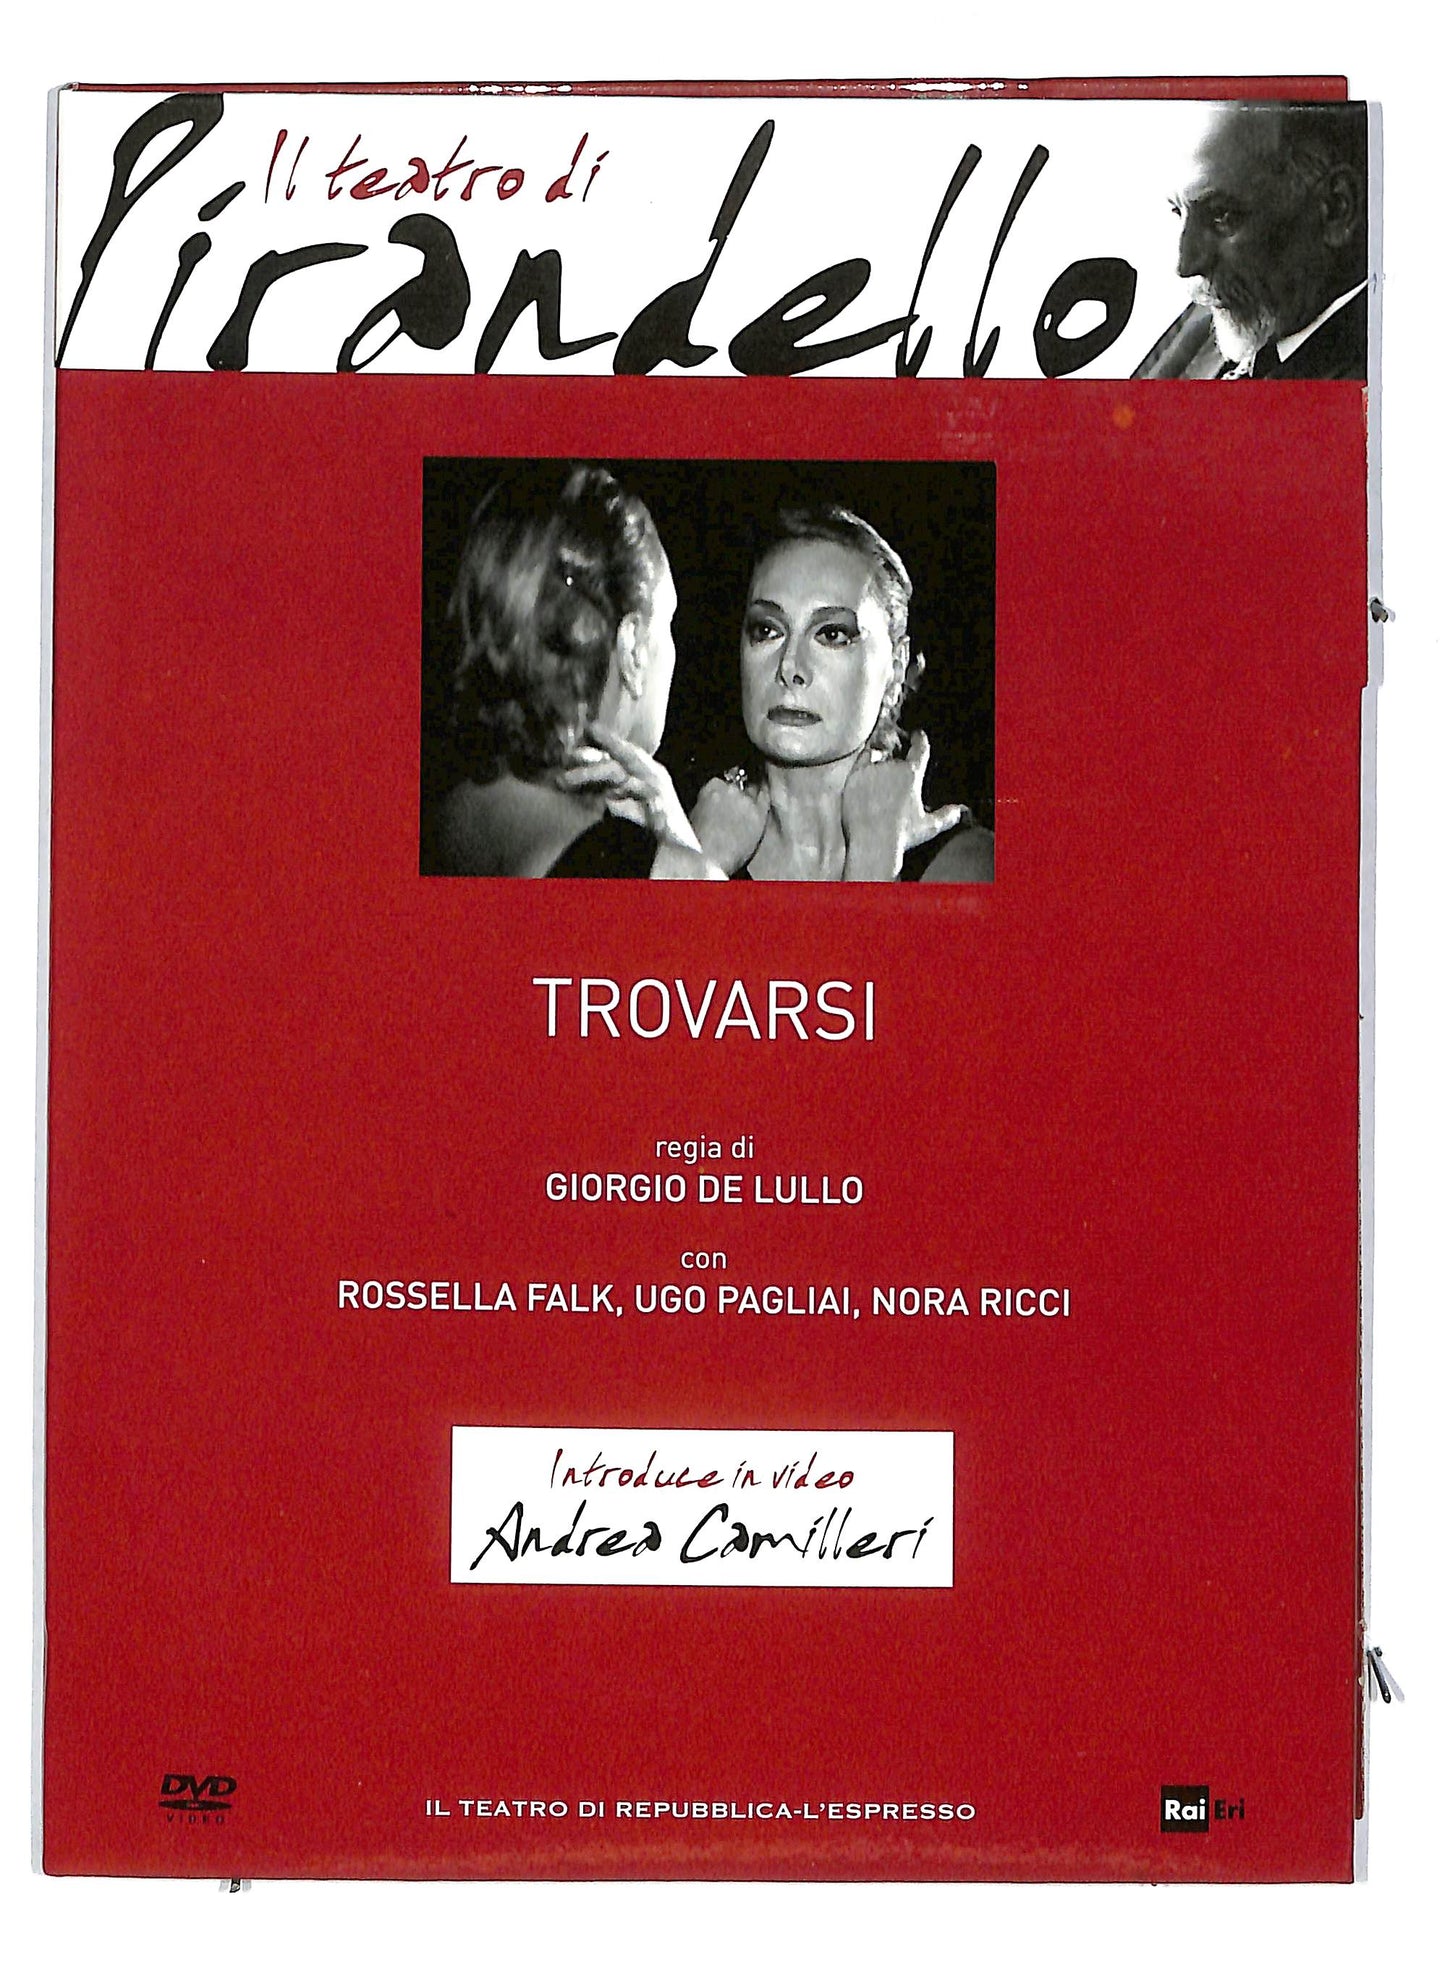 Il teatro di
Pirandello
TROVARSI
regia di
GIORGIO DE LULLO
con
ROSSELLA FALK, UGO PAGLIAI, NORA RICCI
Introduce in video
Andrea Camilleri
DVD
VIDEO
IL TEATRO DI REPUBBLICA-L'ESPRESSO
Rai Eri